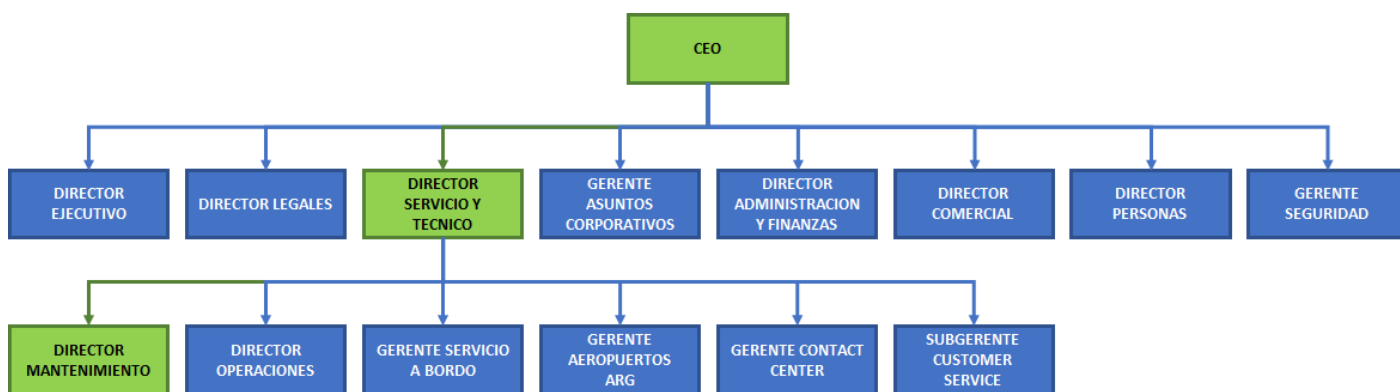 CEO
DIRECTOR
EJECUTIVO
DIRECTOR LEGALES
DIRECTOR
SERVICIO Y
TECNICO
GERENTE
ASUNTOS
CORPORATIVOS
DIRECTOR
ADMINISTRACION
Y FINANZAS
DIRECTOR
COMERCIAL
DIRECTOR
PERSONAS
GERENTE
SEGURIDAD
DIRECTOR
MANTENIMIENTO
DIRECTOR
OPERACIONES
GERENTE SERVICIO
A BORDO
GERENTE
AEROPUERTOS
ARG
GERENTE CONTACT
CENTER
SUBGERENTE
CUSTOMER
SERVICE